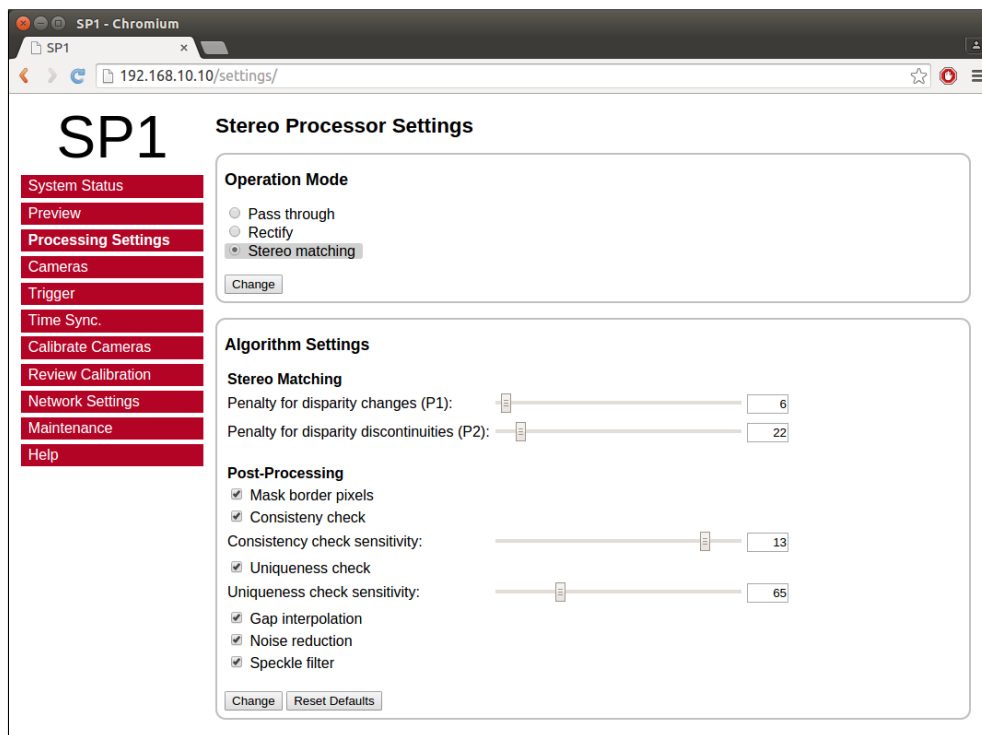 SP1 - Chromium
SP1
192.168.10.10/settings/
SP1
System Status
Preview
Processing Settings
Cameras
Trigger
Time Sync.
Calibrate Cameras
Review Calibration
Network Settings
Maintenance
Help
Stereo Processor Settings
Operation Mode
Pass through
Rectify
Stereo matching
Change
Algorithm Settings
Stereo Matching
Penalty for disparity changes (P1): 6
Penalty for disparity discontinuities (P2): 22
Post-Processing
Mask border pixels
Consisteny check
Consistency check sensitivity: 13
Uniqueness check
Uniqueness check sensitivity: 65
Gap interpolation
Noise reduction
Speckle filter
Change Reset Defaults